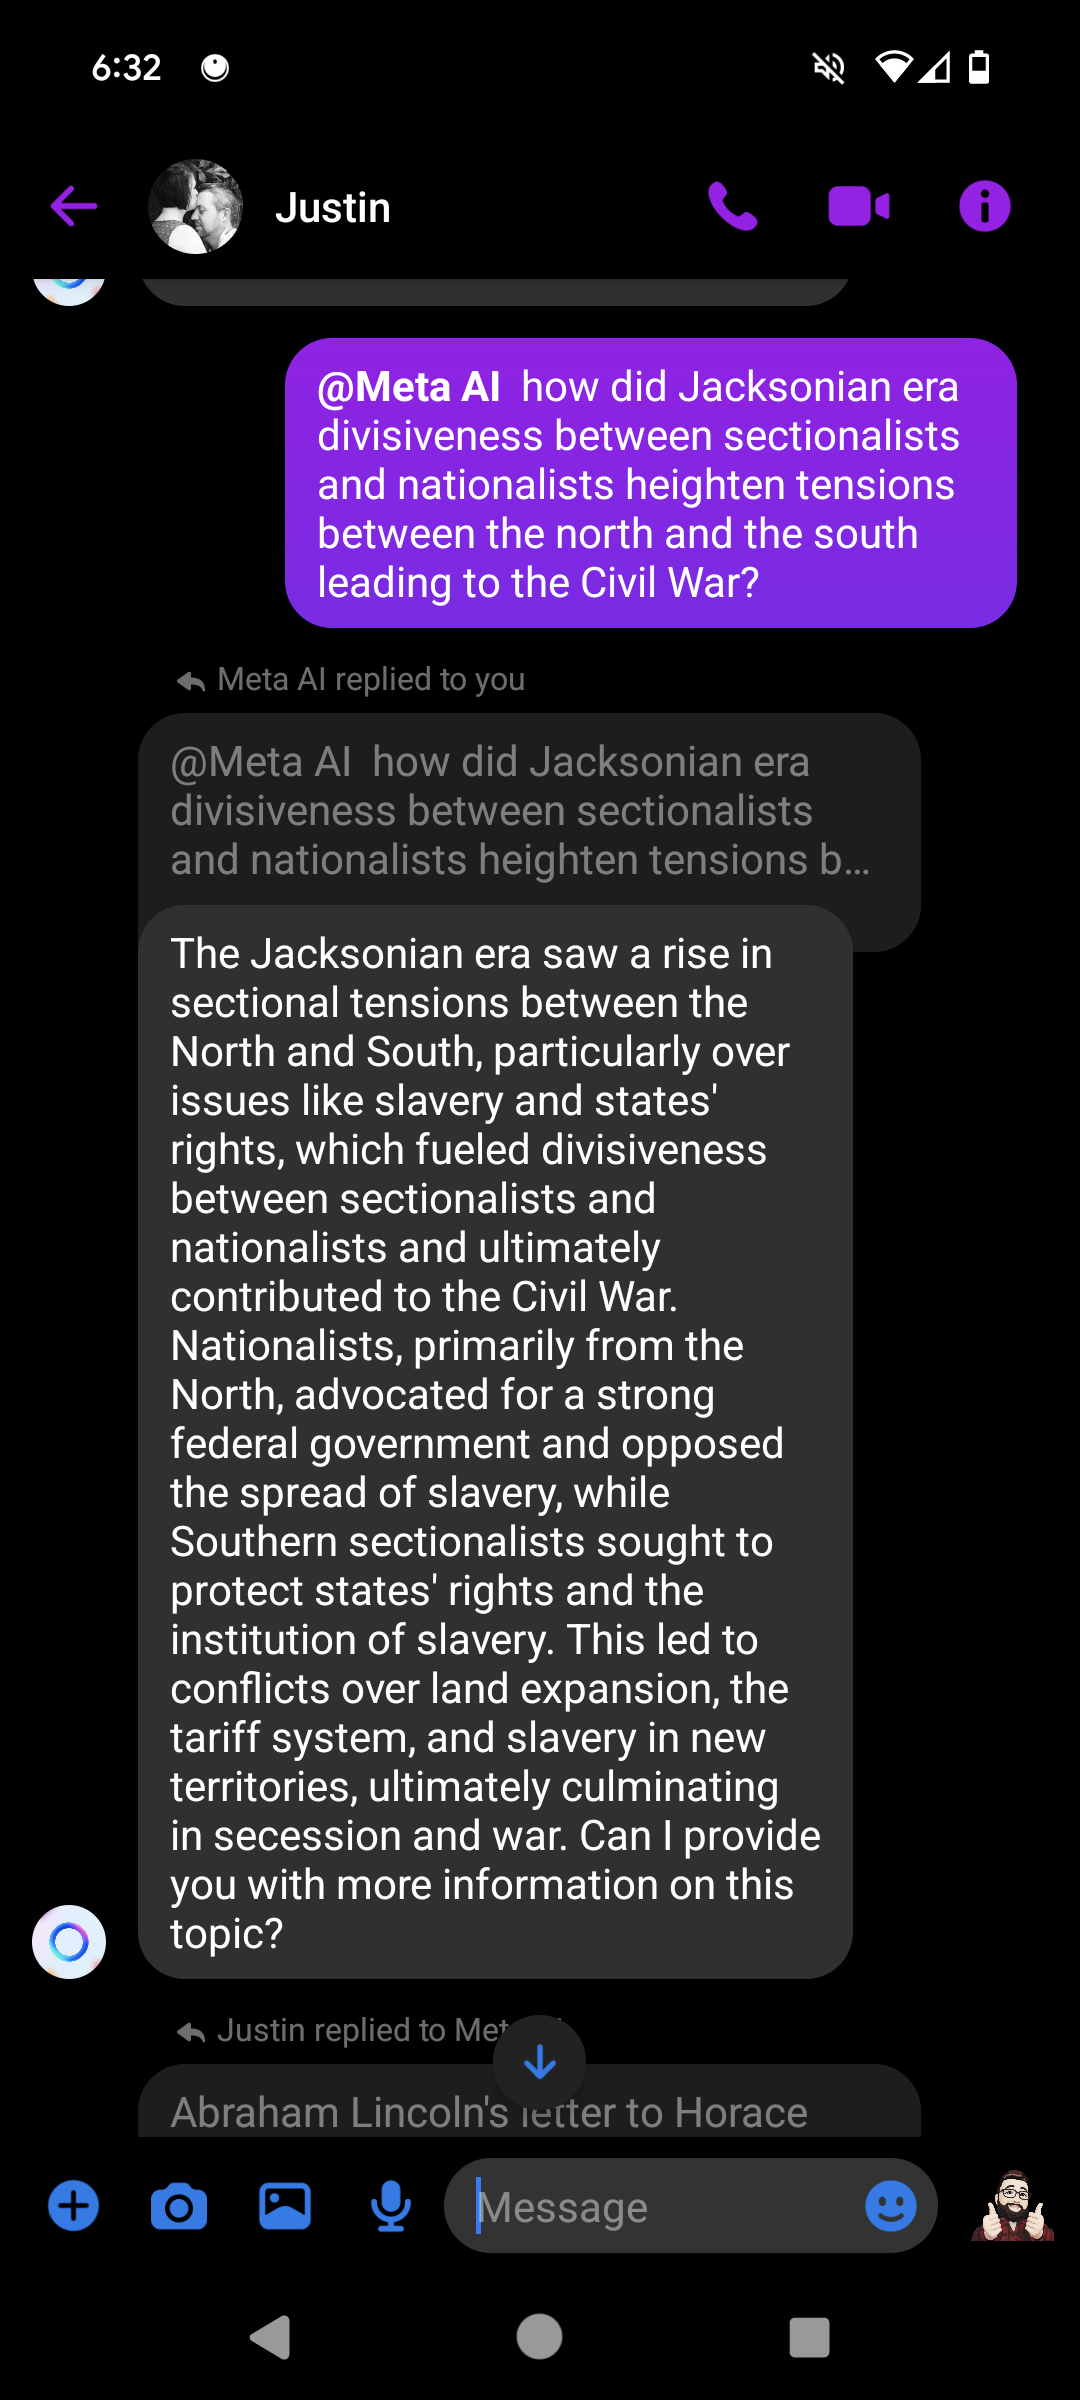 6:32
Justin
@Meta AI how did Jacksonian era
divisiveness between sectionalists
and nationalists heighten tensions
between the north and the south
leading to the Civil War?
Meta AI replied to you
@Meta AI how did Jacksonian era
divisiveness between sectionalists
and nationalists heighten tensions b...
The Jacksonian era saw a rise in
sectional tensions between the
North and South, particularly over
issues like slavery and states'
rights, which fueled divisiveness
between sectionalists and
nationalists and ultimately
contributed to the Civil War.
Nationalists, primarily from the
North, advocated for a strong
federal government and opposed
the spread of slavery, while
Southern sectionalists sought to
protect states' rights and the
institution of slavery. This led to
conflicts over land expansion, the
tariff system, and slavery in new
territories, ultimately culminating
in secession and war. Can I provide
you with more information on this
topic?
Justin replied to
Abraham Lincoln's letter to Horace
Message